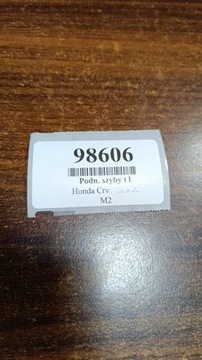 98606
Podn. szyby t l
Honda Crv
M2